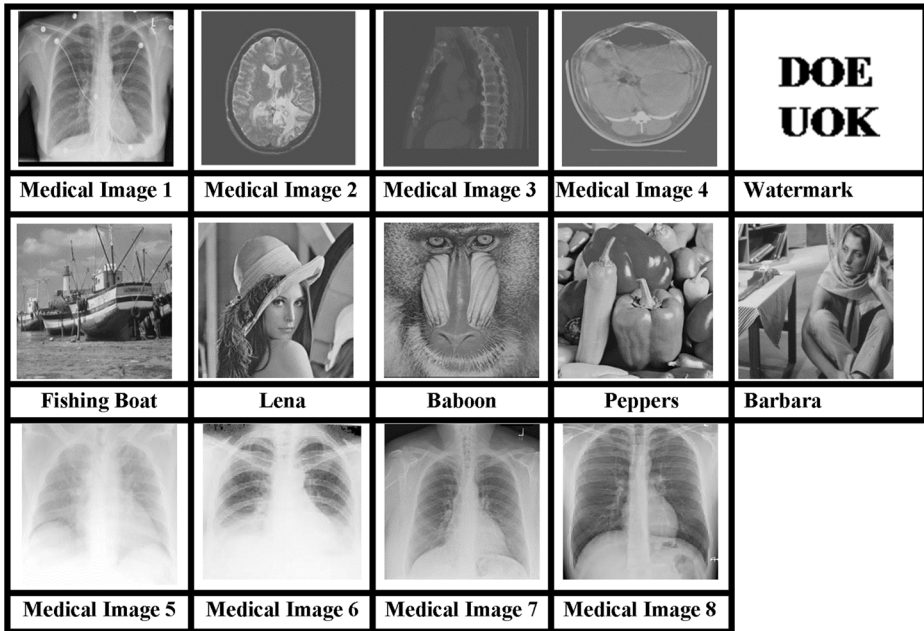 DOE
UOK
Medical Image 1
Medical Image 2
Medical Image 3
Medical Image 4
Watermark
Fishing Boat
Lena
Baboon
Peppers
Barbara
Medical Image 5
Medical Image 6
Medical Image 7
Medical Image 8